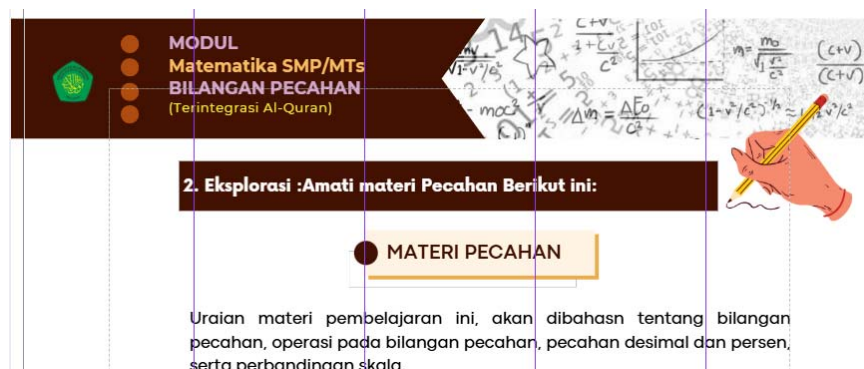 MODUL
Matematika SMP/MTs
BILANGAN PECAHAN
(Terintegrasi Al-Quran)
2. Eksplorasi :Amati materi Pecahan Berikut ini:
MATERI PECAHAN
Uraian materi pembelajaran ini, akan dibahasn tentang bilangan
pecahan, operasi pada bilangan pecahan, pecahan desimal dan persen,
serta perbandingan skala